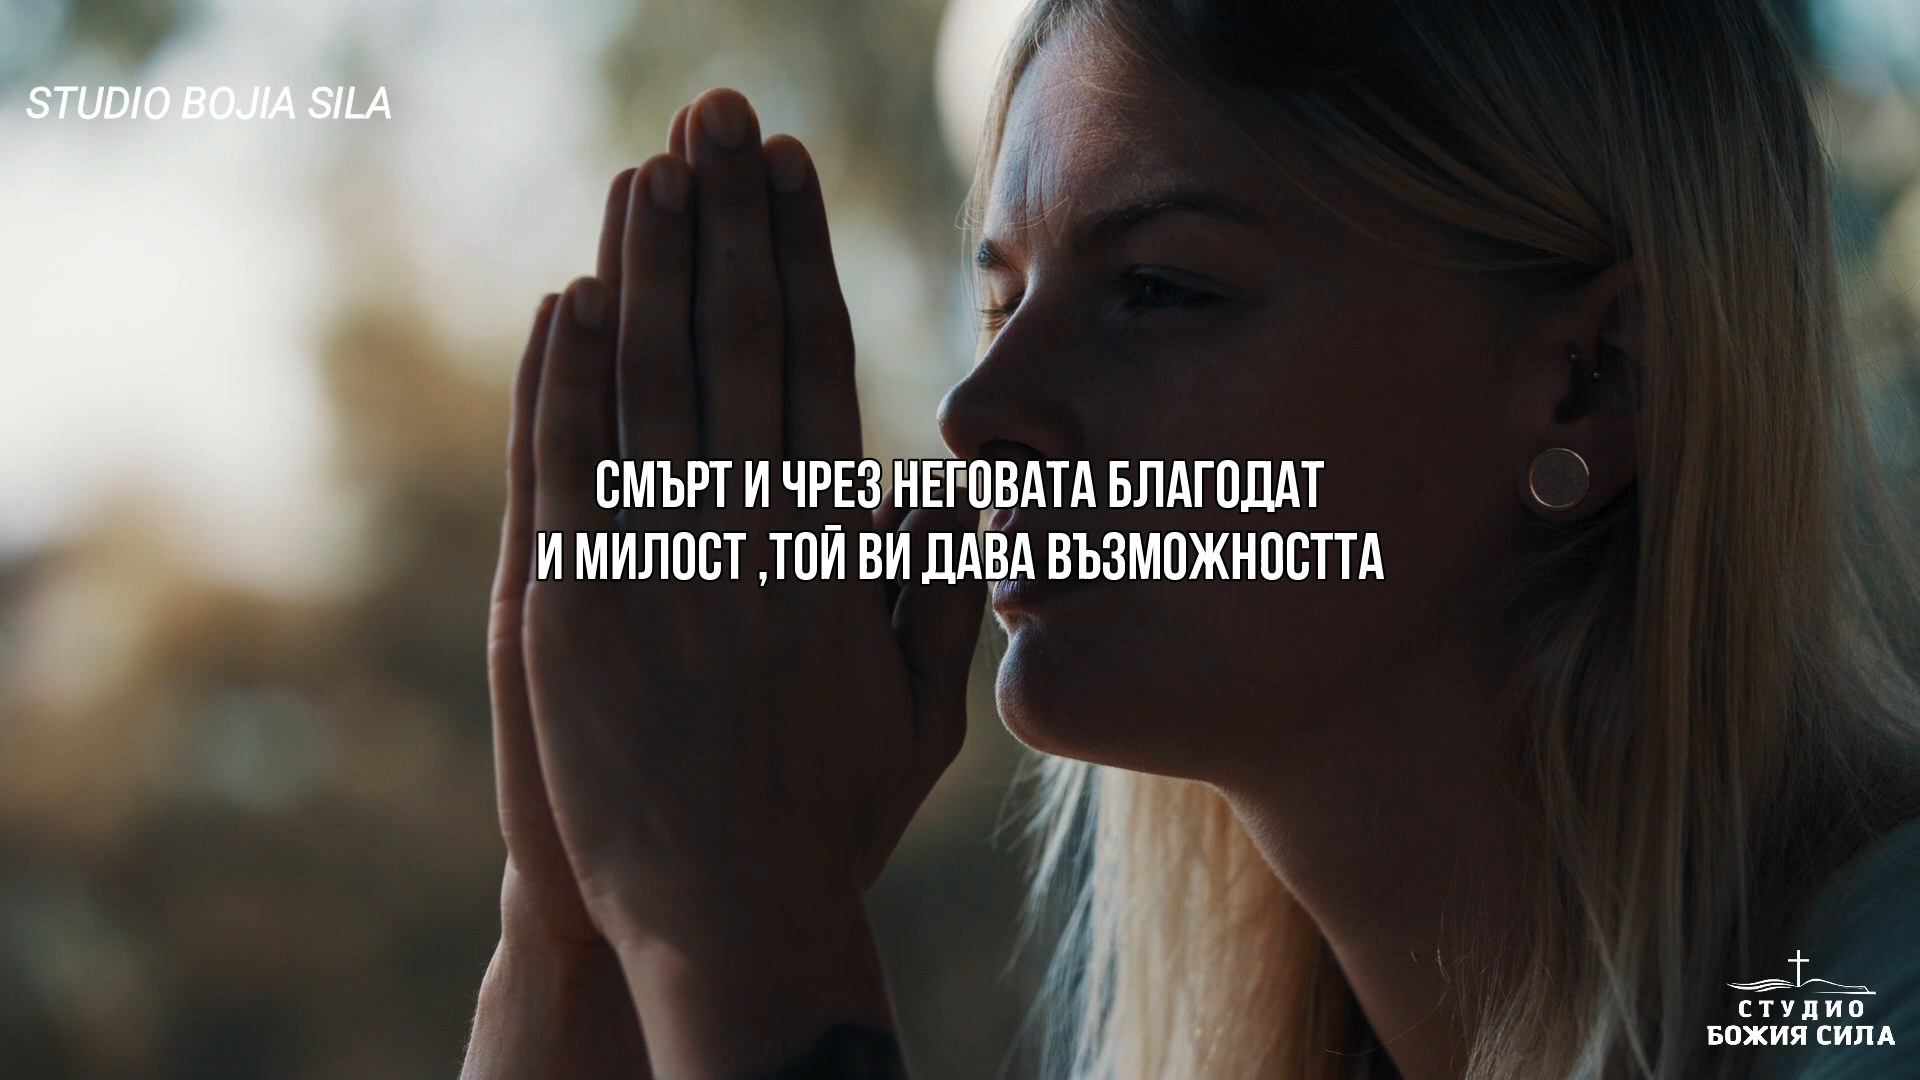 STUDIO BOJIA SILA
СМЪРТ И ЧРЕЗ НЕГОВАТА БЛАГОДАТ
И МИЛОСТ ,ТОЙ ВИ ДАВА ВЪЗМОЖНОСТТА
СТУДИО
БОЖИЯ СИЛА